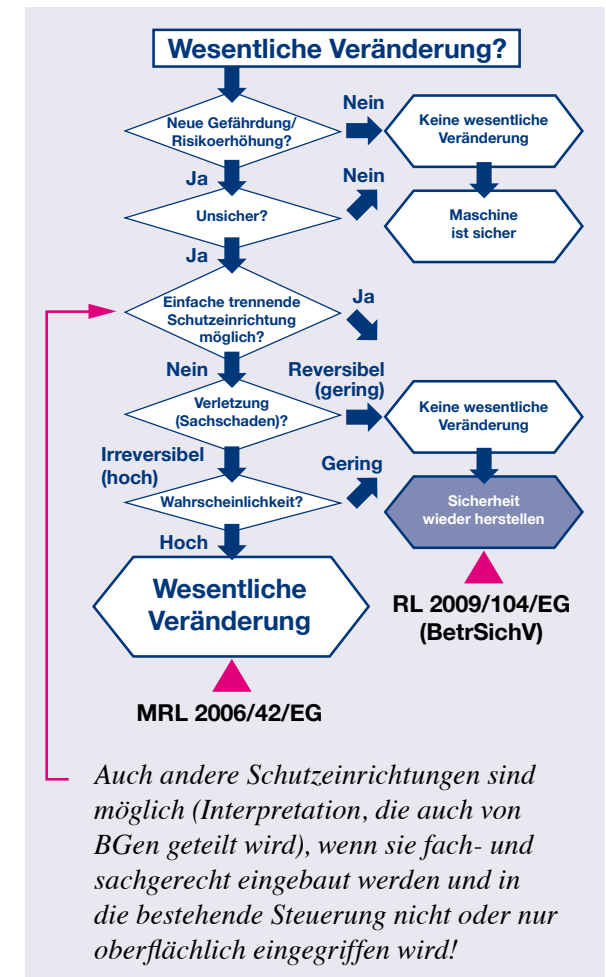 Wesentliche Veränderung?
Neue Gefährdung/
Risikoerhöhung?
Nein
Keine wesentliche
Veränderung
Ja
Unsicher?
Nein
Maschine
ist sicher
Ja
Einfache trennende
Schutzeinrichtung
möglich?
Ja
Nein
Verletzung
(Sachschaden)?
Reversibel
(gering)
Keine wesentliche
Veränderung
Irreversibel
(hoch)
Wahrscheinlichkeit?
Gering
Sicherheit
wieder herstellen
Hoch
Wesentliche
Veränderung
RL 2009/104/EG
(BetrSichV)
MRL 2006/42/EG
Auch andere Schutzeinrichtungen sind
möglich (Interpretation, die auch von
BGen geteilt wird), wenn sie fach- und
sachgerecht eingebaut werden und in
die bestehende Steuerung nicht oder nur
oberflächlich eingegriffen wird!